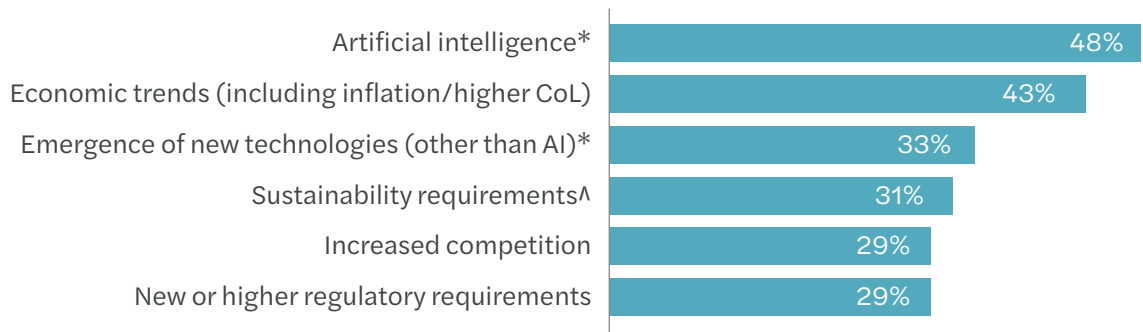 Artificial intelligence* 48%
Economic trends (including inflation/higher CoL) 43%
Emergence of new technologies (other than AI)* 33%
Sustainability requirements^ 31%
Increased competition 29%
New or higher regulatory requirements 29%